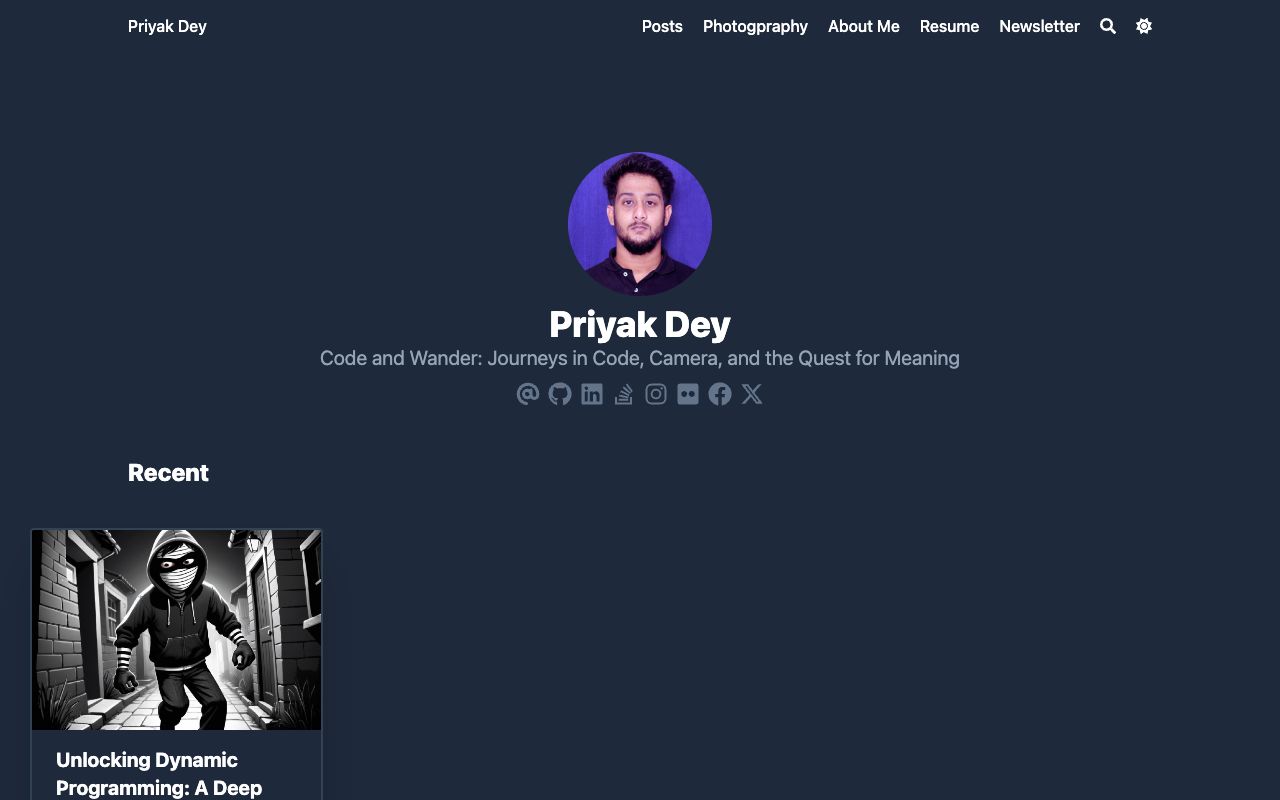 Priyak Dey
Posts
Photogpraphy
About Me
Resume
Newsletter
Priyak Dey
Code and Wander: Journeys in Code, Camera, and the Quest for Meaning
Recent
Unlocking Dynamic
Programming: A Deep